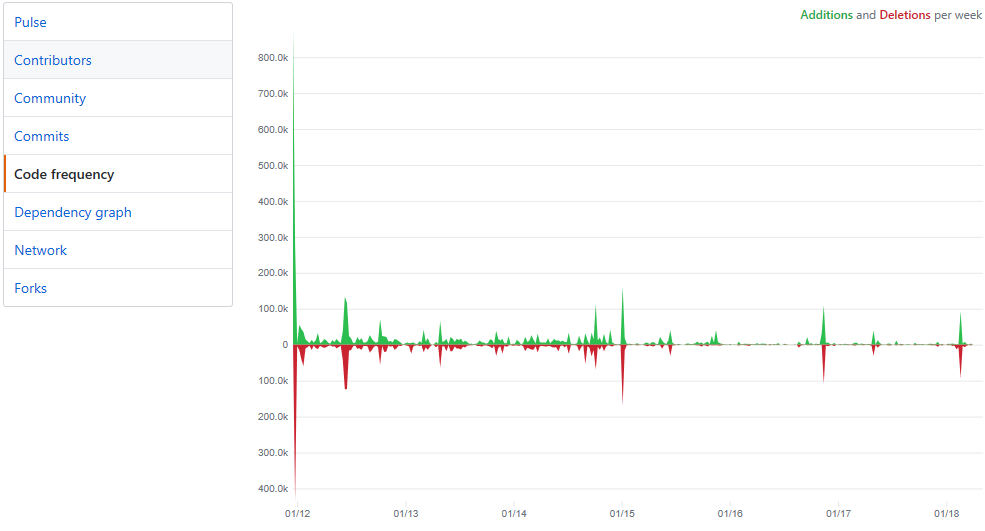 Pulse
Contributors
Community
Commits
Code frequency
Dependency graph
Network
Forks
Additions and Deletions per week
800.0k
700.0k
600.0k
500.0k
400.0k
300.0k
200.0k
100.0k
0
100.0k
200.0k
300.0k
400.0k
01/12 01/13 01/14 01/15 01/16 01/17 01/18